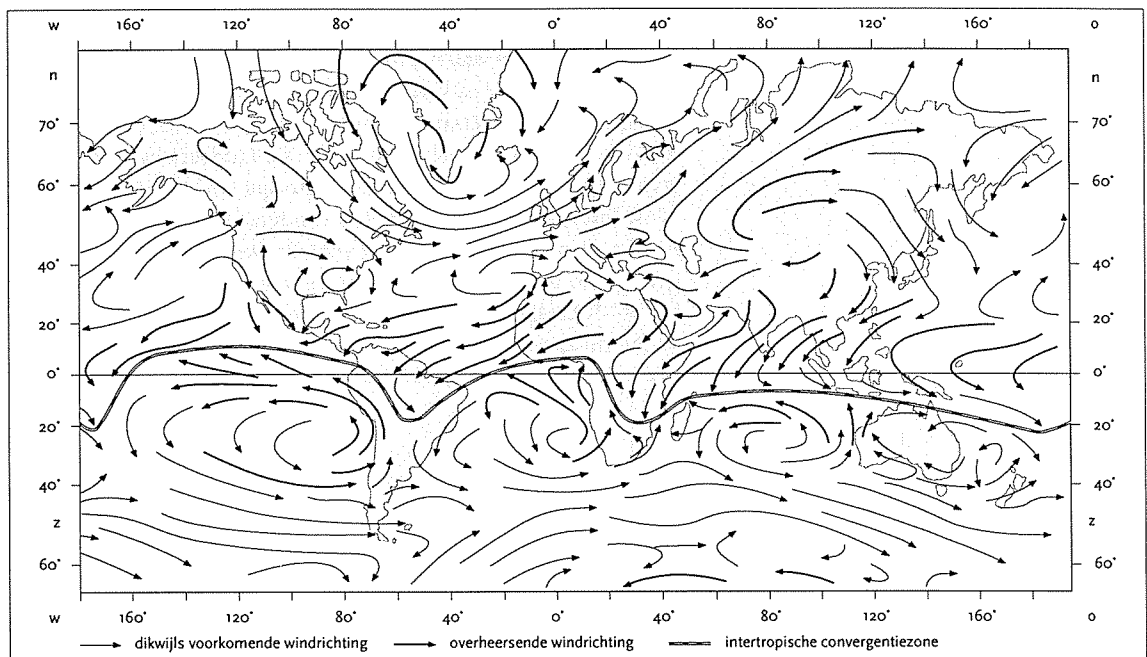 w 160° 120° 80° 40° 0° 40° 80° 120° 160° o
n n
70° 70°
60° 60°
40° 40°
20° 20°
0° 0°
20° 20°
40° 40°
z z
60° 60°
w 160° 120° 80° 40° 0° 40° 80° 120° 160° o
dikwijls voorkomende windrichting overheersende windrichting intertropische convergentiezone